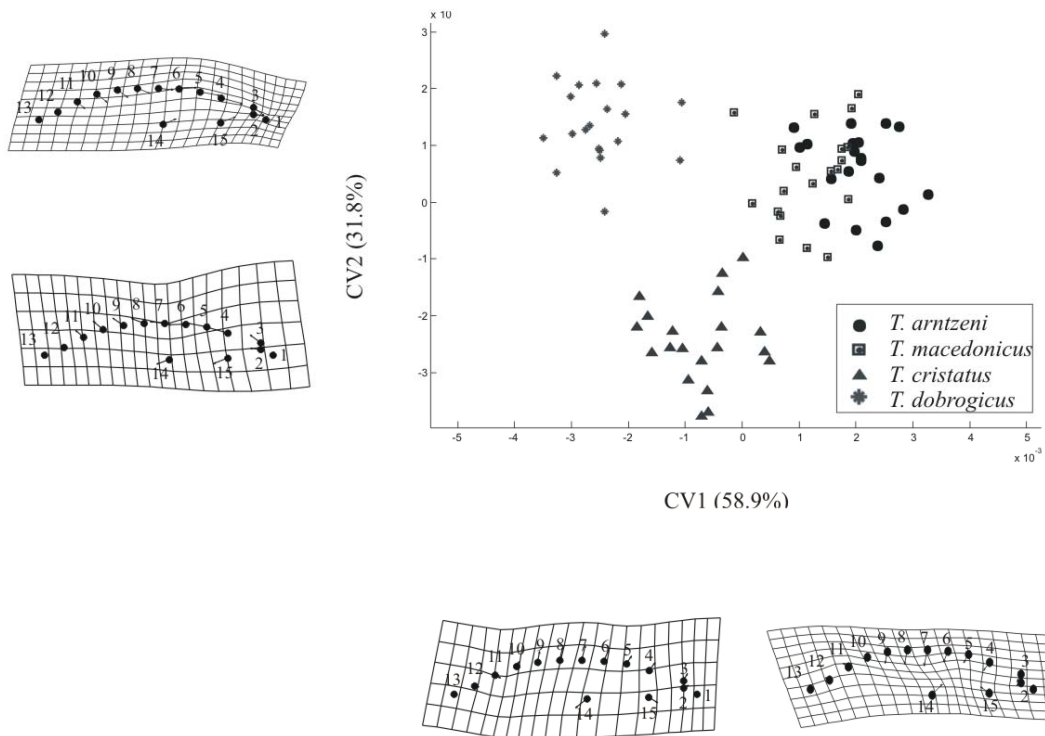 13 12 11 10 9 8 7 6 5 4 3 2 1
14 15
13 12 11 10 9 8 7 6 5 4 3 2 1
14 15
x 10
3
2
1
0
-1
-2
-3
CV2 (31.8%)
T. arntzeni
T. macedonicus
T. cristatus
T. dobrogicus
-5 -4 -3 -2 -1 0 1 2 3 4 5
x 10⁻³
CV1 (58.9%)
13 12 11 10 9 8 7 6 5 4 3 2 1
14 15
13 12 11 10 9 8 7 6 5 4 3 2 1
14 15